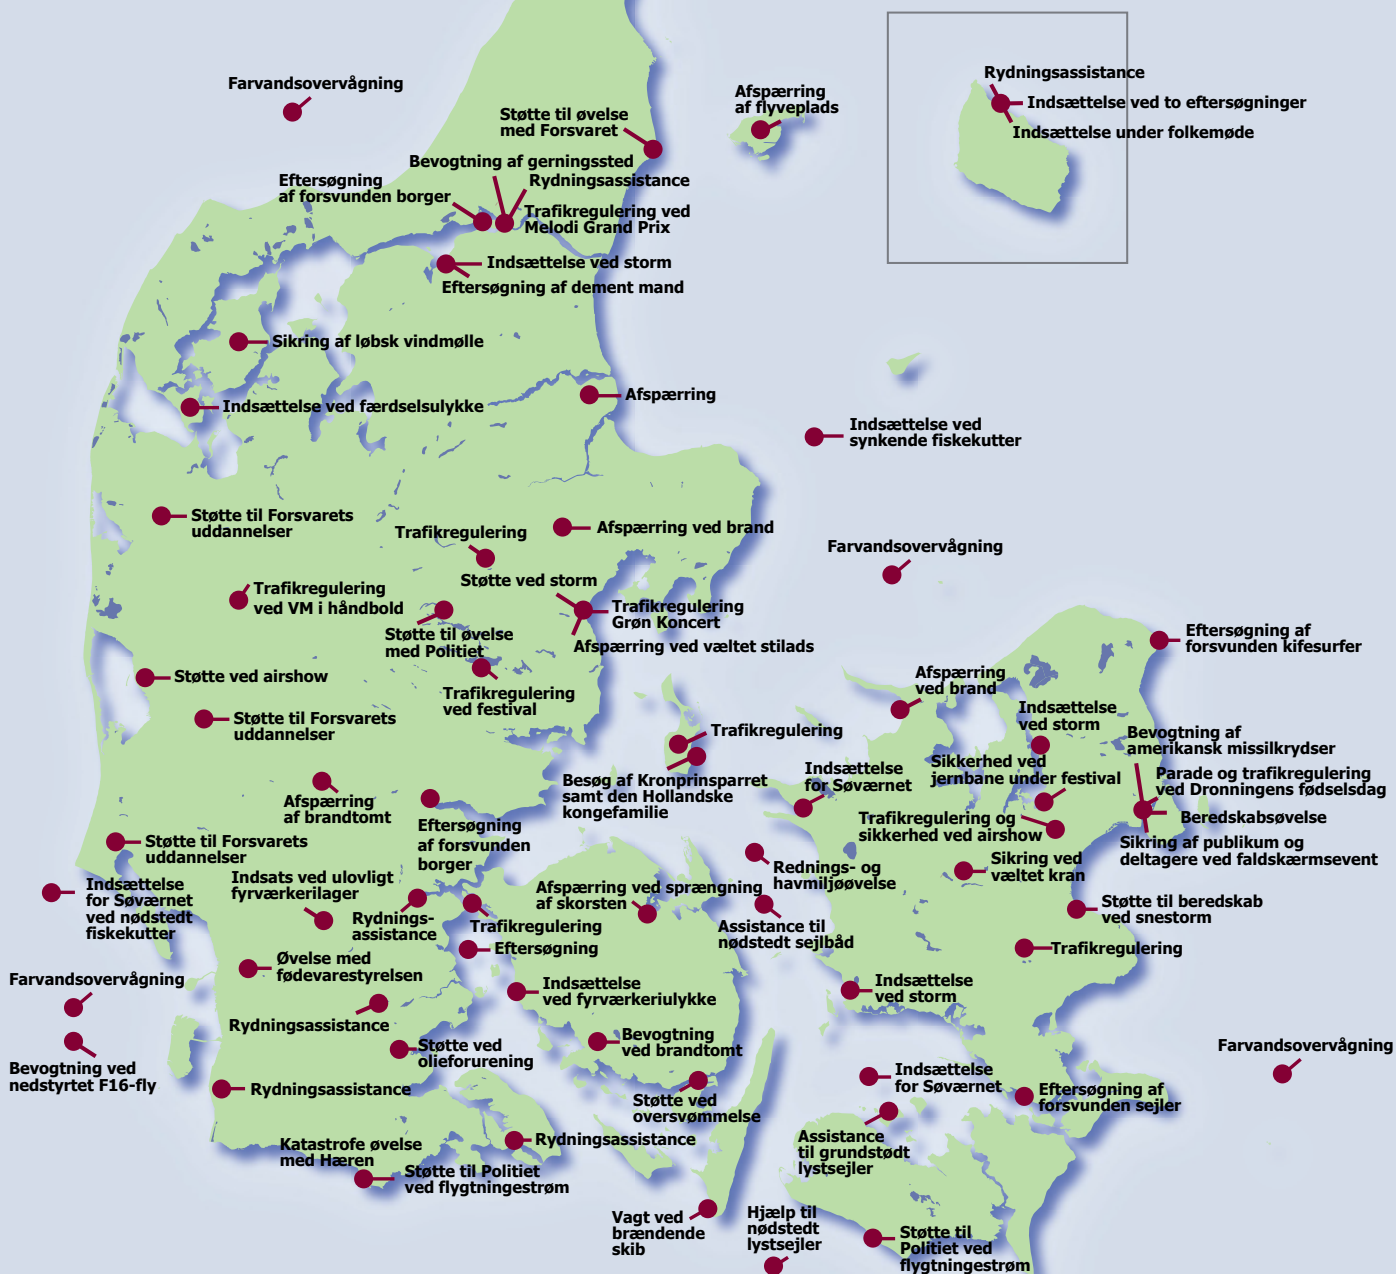 Farvandsovervågning
Støtte til øvelse
med Forsvaret
Afspærring
af flyveplads
Rydningsassistance
Indsættelse ved to eftersøgninger
Indsættelse under folkemøde
Bevogtning af gerningssted
Rydningsassistance
Eftersøgning
af forsvunden borger
Trafikregulering ved
Melodi Grand Prix
Indsættelse ved storm
Eftersøgning af dement mand
Sikring af løbsk vindmølle
Indsættelse ved færdselsulykke
Afspærring
Indsættelse ved
synkende fiskekutter
Støtte til Forsvarets
uddannelser
Trafikregulering
Afspærring ved brand
Farvandsovervågning
Trafikregulering
ved VM i håndbold
Støtte ved storm
Trafikregulering
Grøn Koncert
Støtte til øvelse
med Politiet
Afspærring ved væltet stilads
Eftersøgning af
forsvunden kifesurfer
Støtte ved airshow
Trafikregulering
ved festival
Afspærring
ved brand
Støtte til Forsvarets
uddannelser
Trafikregulering
Indsættelse
ved storm
Bevogtning af
amerikansk missilkrydser
Besøg af Kronprinsparret
samt den Hollandske
kongefamilie
Indsættelse
for Søværnet
Sikkerhed ved
jernbane under festival
Parade og trafikregulering
ved Dronningens fødselsdag
Afspærring
af brandtomt
Eftersøgning
af forsvunden
borger
Trafikregulering og
sikkerhed ved airshow
Beredskabsøvelse
Støtte til Forsvarets
uddannelser
Sikring af publikum og
deltagere ved faldskærmsevent
Rednings- og
havmiljøøvelse
Sikring ved
væltet kran
Indsættelse
for Søværnet
ved nødstedt
fiskekutter
Indsats ved ulovligt
fyrværkerilager
Afspærring ved sprængning
af skorsten
Støtte til beredskab
ved snestorm
Rydnings-
assistance
Trafikregulering
Assistance til
nødstedt sejlbåd
Eftersøgning
Trafikregulering
Øvelse med
fødevarestyrelsen
Farvandsovervågning
Indsættelse
ved fyrværkeriulykke
Indsættelse
ved storm
Rydningsassistance
Støtte ved
olieforurening
Bevogtning
ved brandtomt
Farvandsovervågning
Bevogtning ved
nedstyrtet F16-fly
Rydningsassistance
Indsættelse
for Søværnet
Eftersøgning af
forsvunden sejler
Støtte ved
oversvømmelse
Katastrofe øvelse
med Hæren
Rydningsassistance
Assistance
til grundstødt
lystsejler
Støtte til Politiet
ved flygtningestrøm
Vagt ved
brændende
skib
Hjælp til
nødstedt
lystsejler
Støtte til
Politiet ved
flygtningestrøm